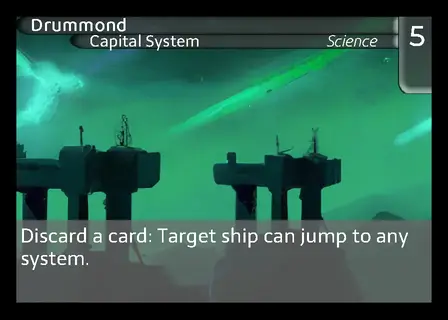 Drummond
Capital System
Science
5
Discard a card: Target ship can jump to any
system.